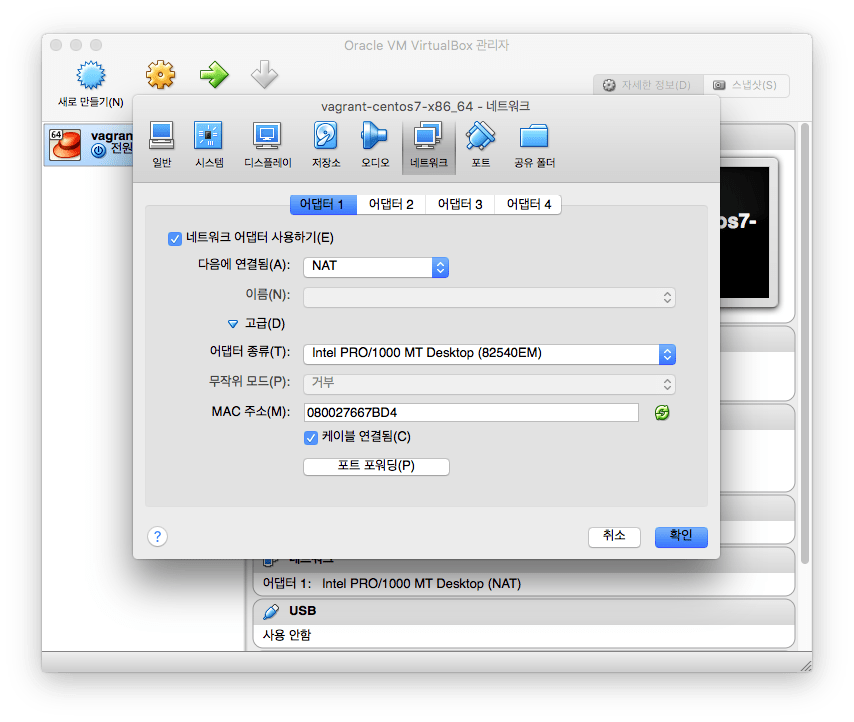 Oracle VM VirtualBox 관리자
새로 만들기(N)
자세한 정보(D)
스냅샷(S)
64
vagran
전원
os7-
vagrant-centos7-x86_64 - 네트워크
일반
시스템
디스플레이
저장소
오디오
네트워크
포트
공유 폴더
어댑터 1
어댑터 2
어댑터 3
어댑터 4
네트워크 어댑터 사용하기(E)
다음에 연결됨(A): NAT
이름(N):
고급(D)
어댑터 종류(T): Intel PRO/1000 MT Desktop (82540EM)
무작위 모드(P): 거부
MAC 주소(M): 080027667BD4
케이블 연결됨(C)
포트 포워딩(P)
?
취소
확인
네트워크
어댑터 1: Intel PRO/1000 MT Desktop (NAT)
USB
사용 안함